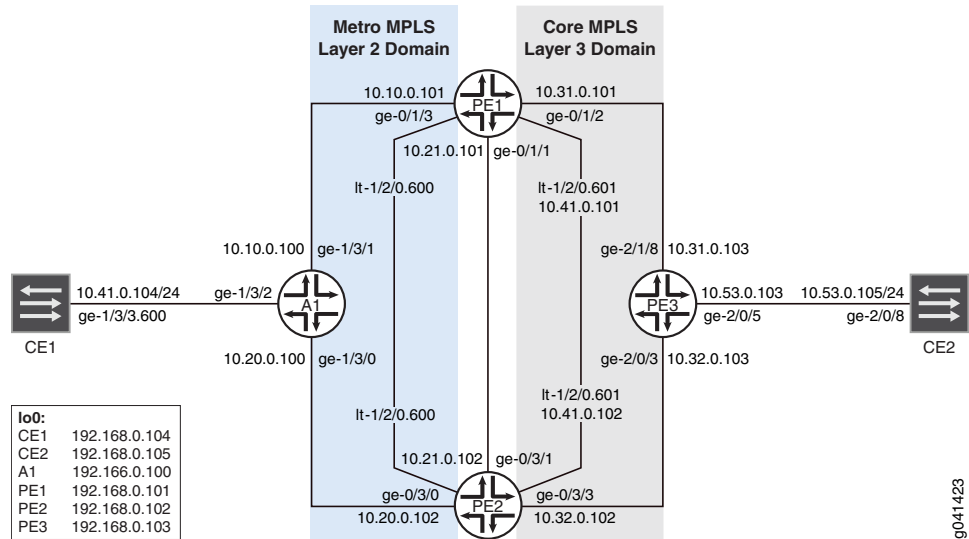 Metro MPLS
Layer 2 Domain
Core MPLS
Layer 3 Domain
10.10.0.101
PE1
10.31.0.101
ge-0/1/3
ge-0/1/2
10.21.0.101
ge-0/1/1
lt-1/2/0.600
lt-1/2/0.601
10.41.0.101
10.10.0.100
ge-1/3/1
ge-2/1/8
10.31.0.103
10.41.0.104/24
ge-1/3/2
A1
PE3
10.53.0.103
10.53.0.105/24
ge-1/3/3.600
ge-2/0/5
ge-2/0/8
CE1
CE2
10.20.0.100
ge-1/3/0
ge-2/0/3
10.32.0.103
lt-1/2/0.600
lt-1/2/0.601
10.41.0.102
10.21.0.102
ge-0/3/1
ge-0/3/0
PE2
ge-0/3/3
10.20.0.102
10.32.0.102
lo0:
CE1 192.168.0.104
CE2 192.168.0.105
A1 192.166.0.100
PE1 192.168.0.101
PE2 192.168.0.102
PE3 192.168.0.103
g041423